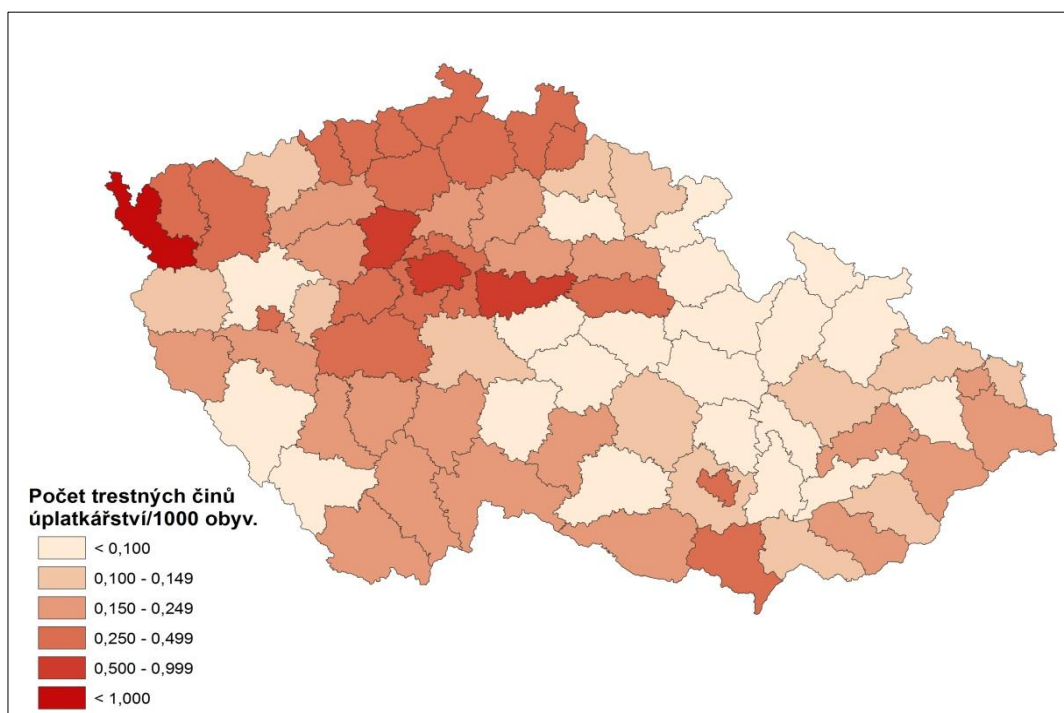 Počet trestných činů
úplatkářství/1000 obyv.
< 0,100
0,100 - 0,149
0,150 - 0,249
0,250 - 0,499
0,500 - 0,999
< 1,000